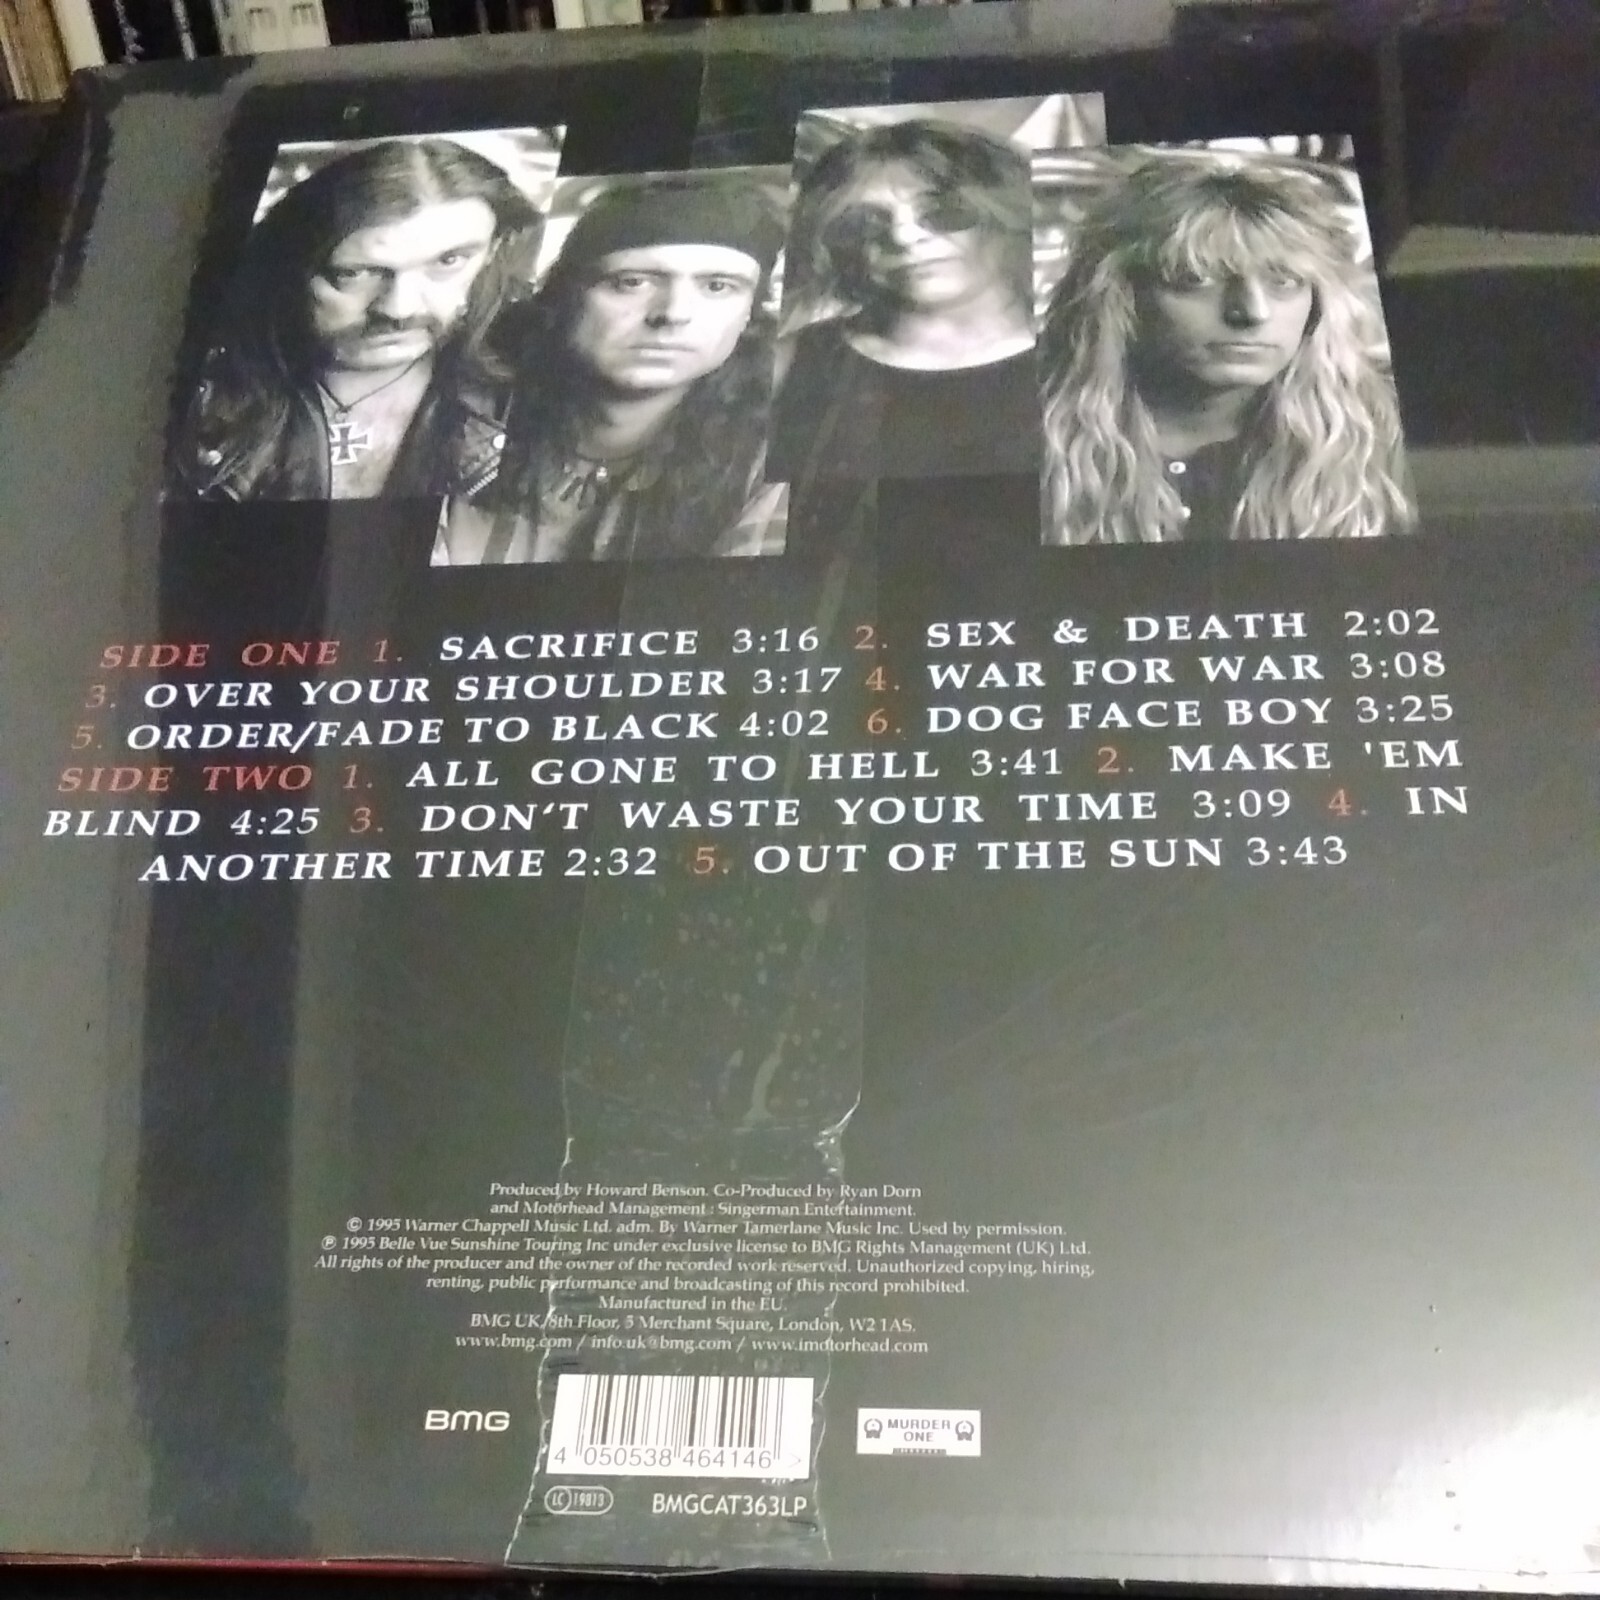 SIDE ONE 1. SACRIFICE 3:16 2. SEX & DEATH 2:02
3. OVER YOUR SHOULDER 3:17 4. WAR FOR WAR 3:08
5. ORDER/FADE TO BLACK 4:02 6. DOG FACE BOY 3:25
SIDE TWO 1. ALL GONE TO HELL 3:41 2. MAKE 'EM
BLIND 4:25 3. DON'T WASTE YOUR TIME 3:09 4. IN
ANOTHER TIME 2:32 5. OUT OF THE SUN 3:43
Produced by Howard Benson. Co-Produced by Ryan Dorn
and Motörhead Management : Singerman Entertainment.
© 1995 Warner Chappell Music Ltd. adm. By Warner Tamerlane Music Inc. Used by permission.
℗ 1995 Belle Vue Sunshine Touring Inc under exclusive license to BMG Rights Management (UK) Ltd.
All rights of the producer and the owner of the recorded work reserved. Unauthorized copying, hiring,
renting, public performance and broadcasting of this record prohibited.
Manufactured in the EU.
BMG UK, 8th Floor, 5 Merchant Square, London, W2 1AS.
www.bmg.com / info.uk@bmg.com / www.imotorhead.com
BMG
4 050538 464146 >
MURDER
ONE
LC 19813
BMGCAT363LP